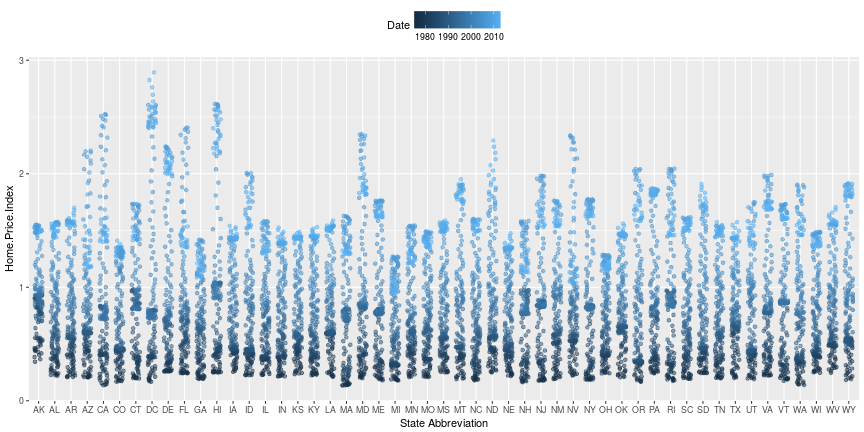 Date
1980 1990 2000 2010
Home.Price.Index
3
2
1
0
AK AL AR AZ CA CO CT DC DE FL GA HI IA ID IL IN KS KY LA MA MD ME MI MN MO MS MT NC ND NE NH NJ NM NV NY OH OK OR PA RI SC SD TN TX UT VA VT WA WI WV WY
State Abbreviation